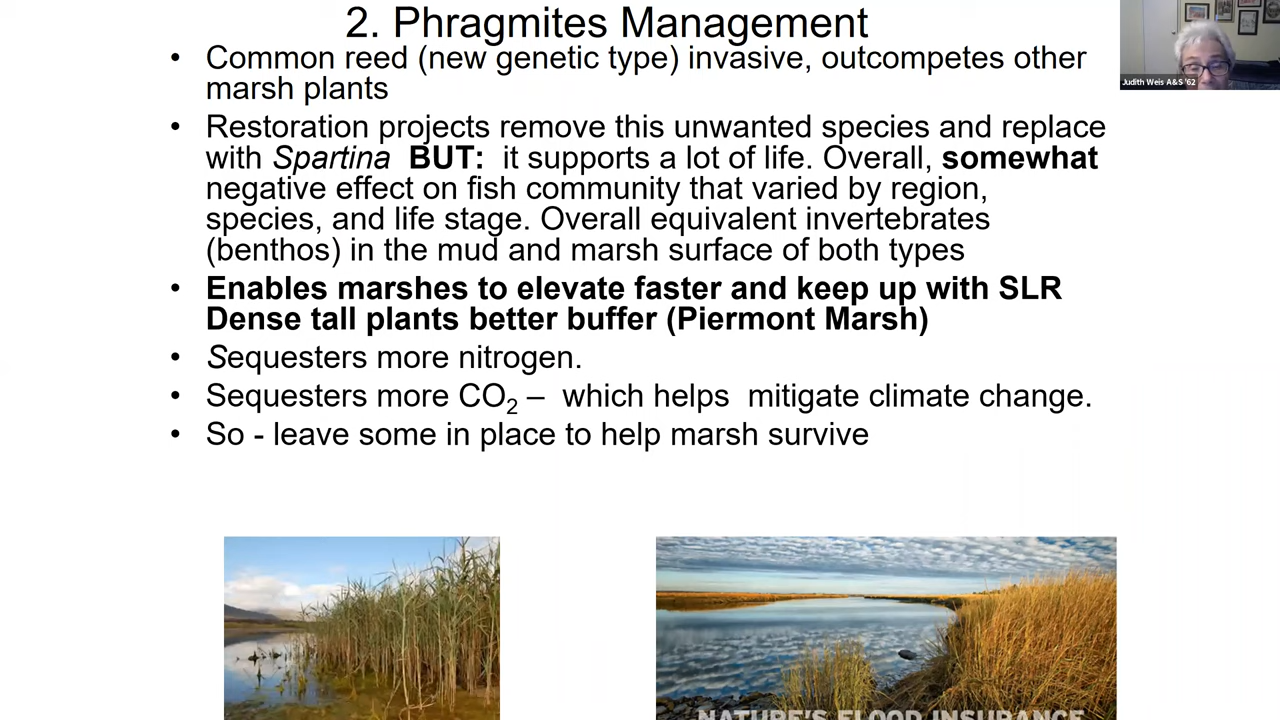 2. Phragmites Management
Judith Weis A&S '62
• Common reed (new genetic type) invasive, outcompetes other
marsh plants
• Restoration projects remove this unwanted species and replace
with Spartina BUT: it supports a lot of life. Overall, somewhat
negative effect on fish community that varied by region,
species, and life stage. Overall equivalent invertebrates
(benthos) in the mud and marsh surface of both types
• Enables marshes to elevate faster and keep up with SLR
Dense tall plants better buffer (Piermont Marsh)
• Sequesters more nitrogen.
• Sequesters more CO₂ – which helps mitigate climate change.
• So - leave some in place to help marsh survive
NATURE'S FLOOD INSURANCE